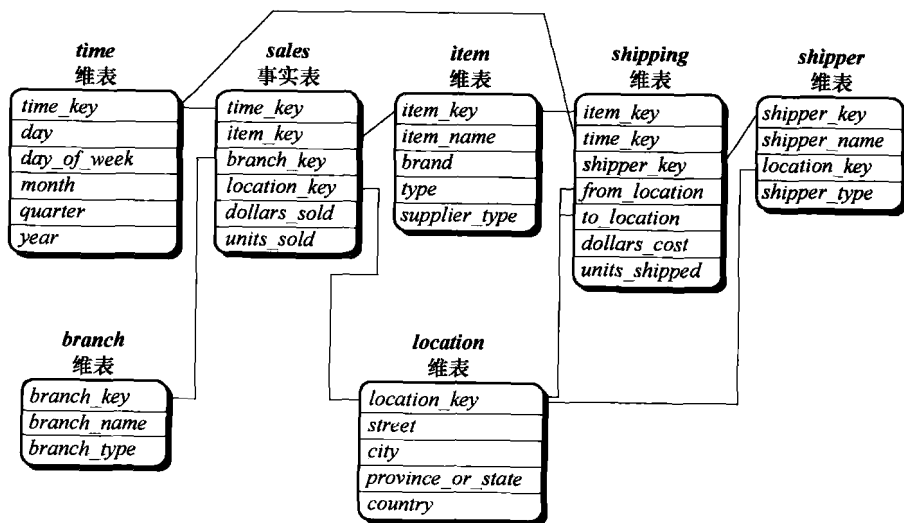 time
维表
time_key
day
day_of_week
month
quarter
year
sales
事实表
time_key
item_key
branch_key
location_key
dollars_sold
units_sold
item
维表
item_key
item_name
brand
type
supplier_type
shipping
维表
item_key
time_key
shipper_key
from_location
to_location
dollars_cost
units_shipped
shipper
维表
shipper_key
shipper_name
location_key
shipper_type
branch
维表
branch_key
branch_name
branch_type
location
维表
location_key
street
city
province_or_state
country